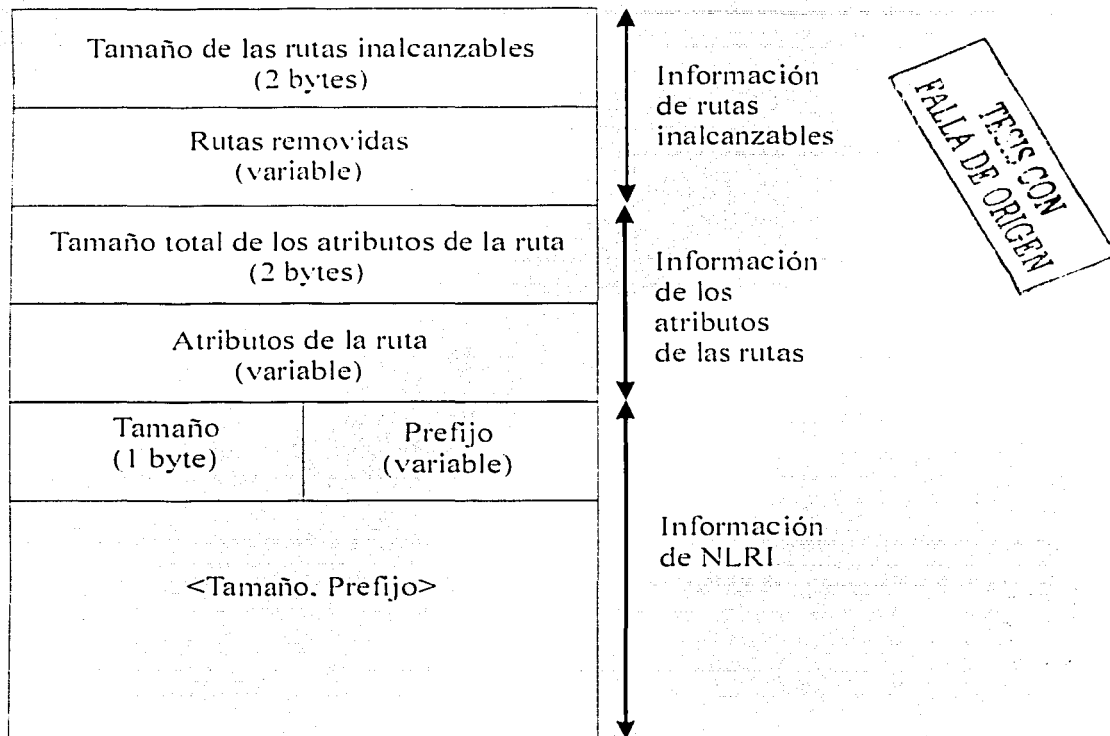 Tamaño de las rutas inalcanzables
(2 bytes)
Rutas removidas
(variable)
Tamaño total de los atributos de la ruta
(2 bytes)
Atributos de la ruta
(variable)
Tamaño
(1 byte)
Prefijo
(variable)
<Tamaño. Prefijo>
Información
de rutas
inalcanzables
Información
de los
atributos
de las rutas
Información
de NLRI
TESIS CON
FALLA DE ORIGEN